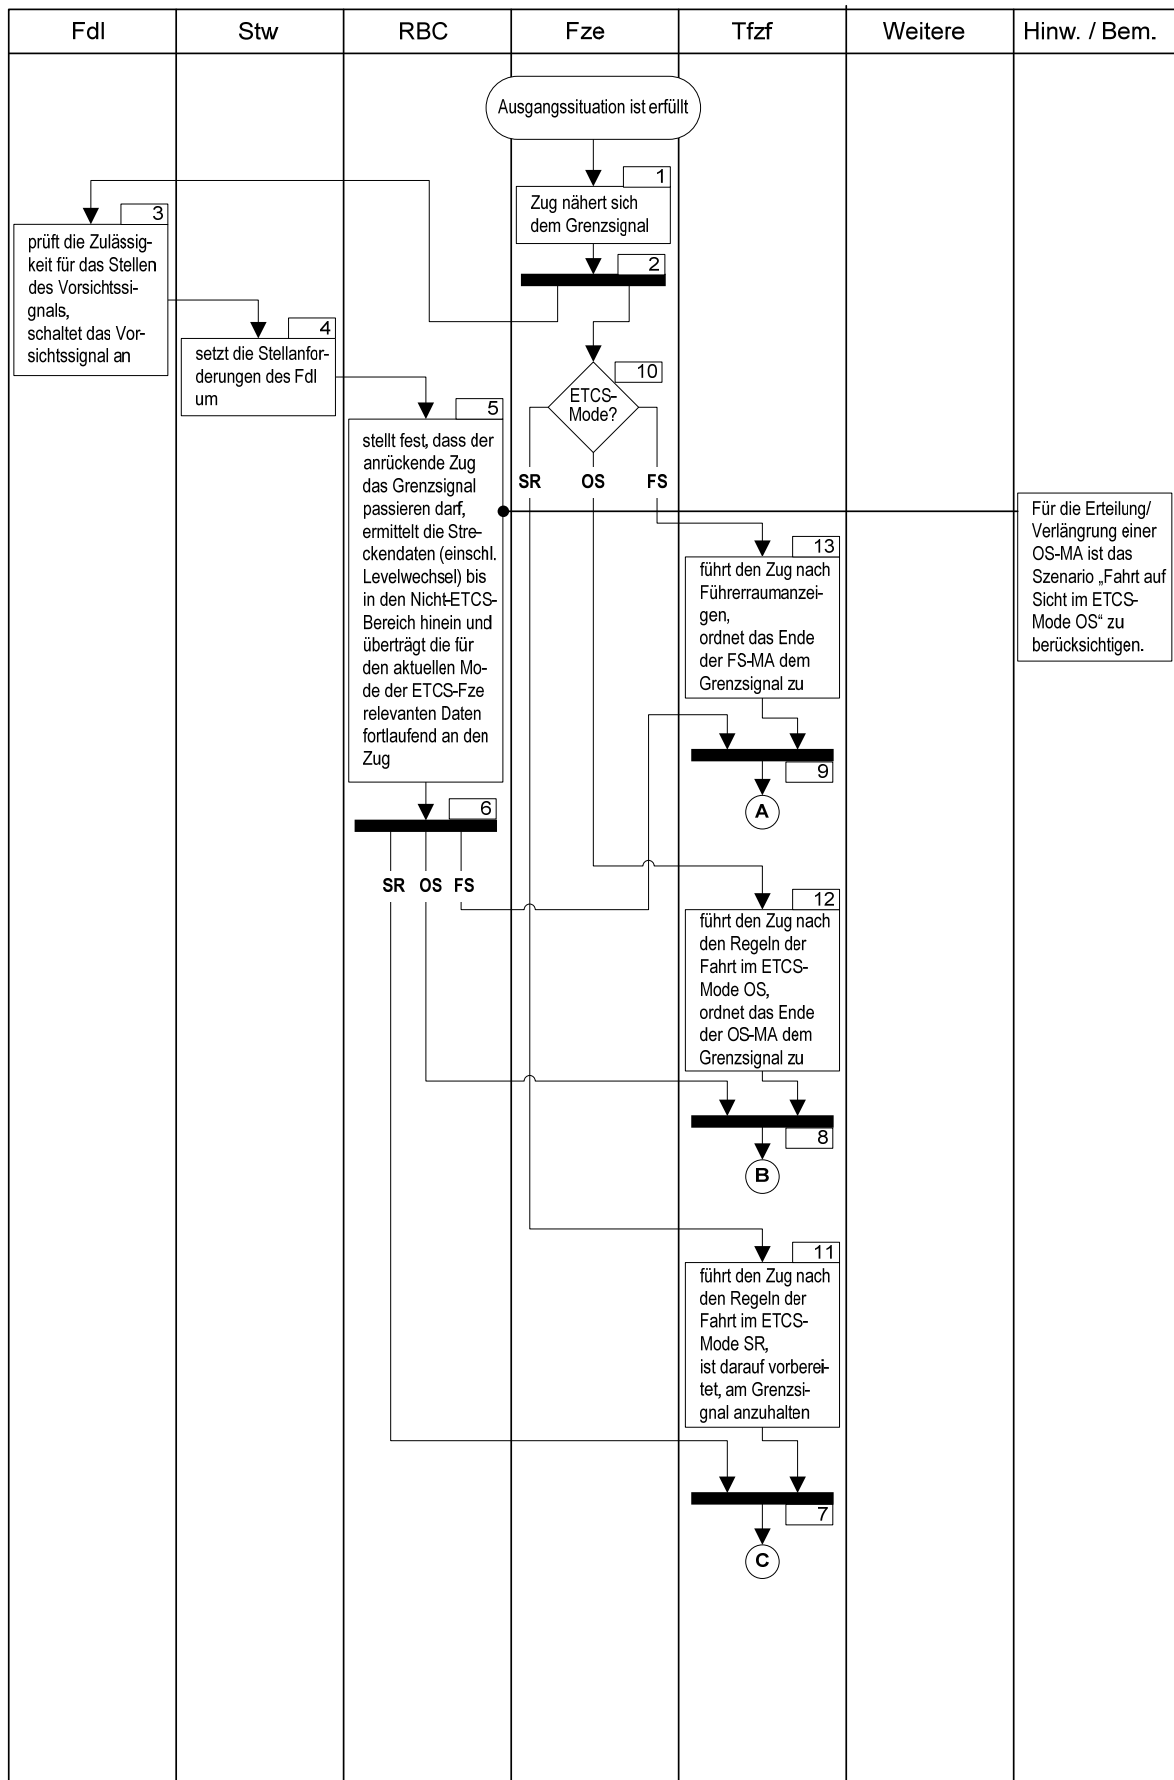 Fdl
Stw
RBC
Fze
Tfzf
Weitere
Hinw. / Bem.
Ausgangssituation ist erfüllt
1
Zug nähert sich
dem Grenzsignal
2
3
prüft die Zulässig-
keit für das Stellen
des Vorsichtssi-
gnals,
schaltet das Vor-
sichtssignal an
4
setzt die Stellanfor-
derungen des Fdl
um
5
stellt fest, dass der
anrückende Zug
das Grenzsignal
passieren darf,
ermittelt die Stre-
ckendaten (einschl.
Levelwechsel) bis
in den Nicht-ETCS-
Bereich hinein und
überträgt die für
den aktuellen Mo-
de der ETCS-Fze
relevanten Daten
fortlaufend an den
Zug
6
SR
OS
FS
10
ETCS-
Mode?
SR
OS
FS
Für die Erteilung/
Verlängrung einer
OS-MA ist das
Szenario „Fahrt auf
Sicht im ETCS-
Mode OS“ zu
berücksichtigen.
13
führt den Zug nach
Führerraumanzei-
gen,
ordnet das Ende
der FS-MA dem
Grenzsignal zu
9
A
12
führt den Zug nach
den Regeln der
Fahrt im ETCS-
Mode OS,
ordnet das Ende
der OS-MA dem
Grenzsignal zu
8
B
11
führt den Zug nach
den Regeln der
Fahrt im ETCS-
Mode SR,
ist darauf vorberei-
tet, am Grenzsi-
gnal anzuhalten
7
C